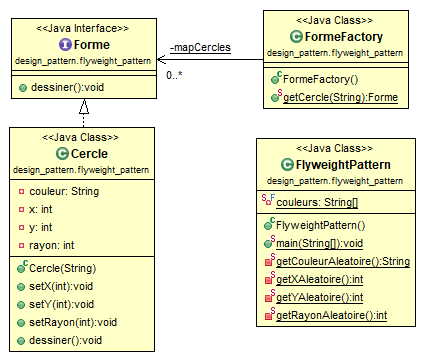 <<Java Interface>>
Forme
design_pattern.flyweight_pattern
dessiner():void
-mapCercles
0..*
<<Java Class>>
FormeFactory
design_pattern.flyweight_pattern
FormeFactory()
getCercle(String):Forme
<<Java Class>>
Cercle
design_pattern.flyweight_pattern
couleur: String
x: int
y: int
rayon: int
Cercle(String)
setX(int):void
setY(int):void
setRayon(int):void
dessiner():void
<<Java Class>>
FlyweightPattern
design_pattern.flyweight_pattern
couleurs: String[]
FlyweightPattern()
main(String[]):void
getCouleurAleatoire():String
getXAleatoire():int
getYAleatoire():int
getRayonAleatoire():int